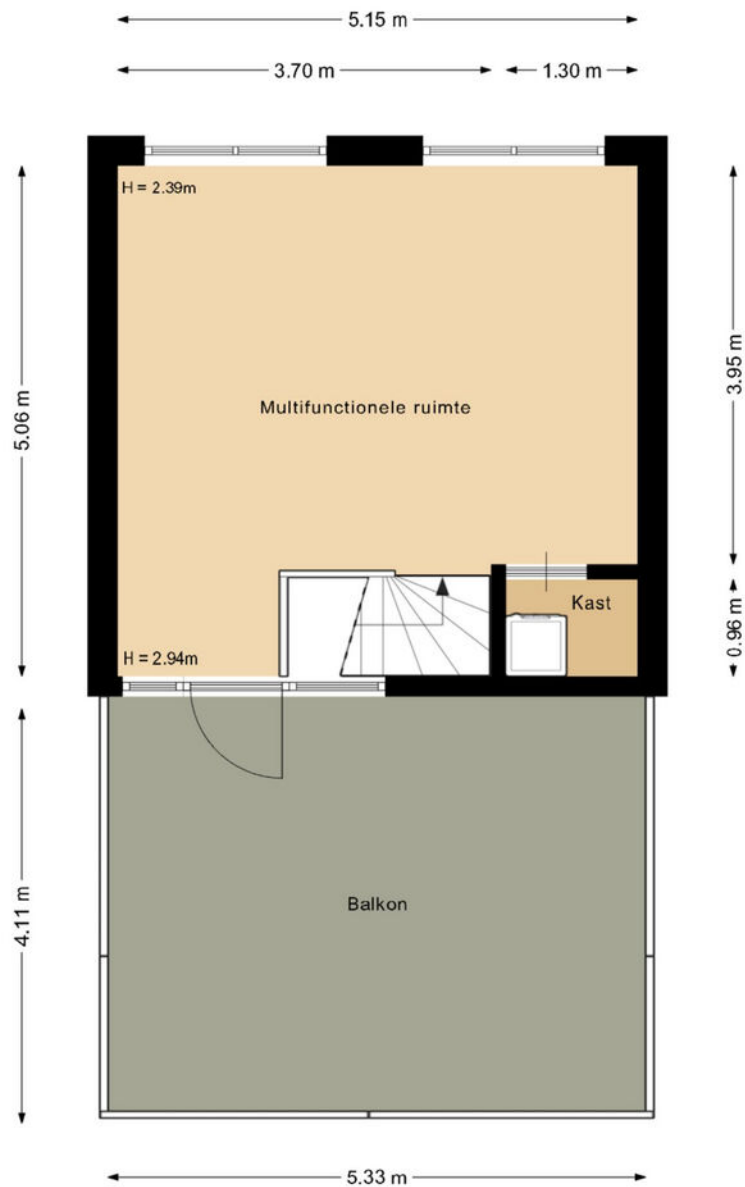 5.15 m
3.70 m
1.30 m
H = 2.39m
5.06 m
3.95 m
Multifunctionele ruimte
Kast
0.96 m
H = 2.94m
4.11 m
Balkon
5.33 m